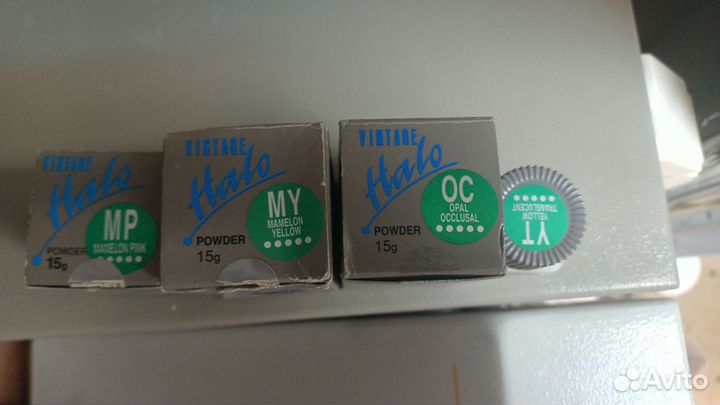 VINTAGE
Halo
MP
MAMELON PINK
POWDER
15g
VINTAGE
Halo
MY
MAMELON
YELLOW
POWDER
15g
VINTAGE
Halo
OC
OPAL
OCCLUSAL
POWDER
15g
YT
YELLOW
TRANSLUCENT
Avito